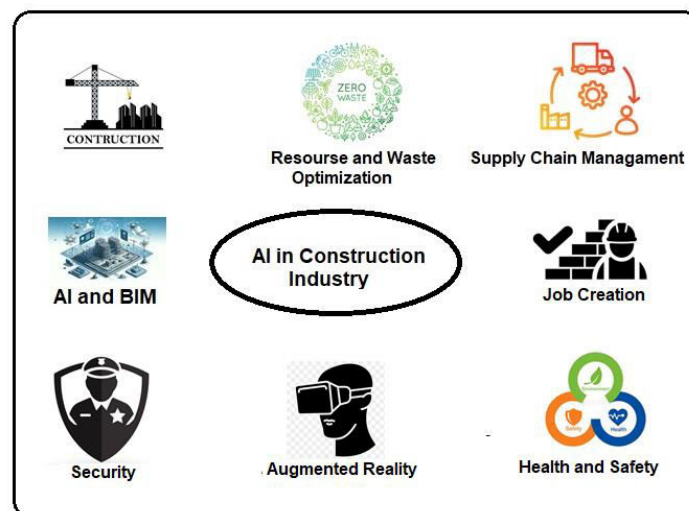 ZERO
WASTE
CONTRUCTION
Resourse and Waste
Optimization
Supply Chain Managament
AI and BIM
AI in Construction
Industry
Job Creation
Security
Augmented Reality
Safety
Health
Health and Safety